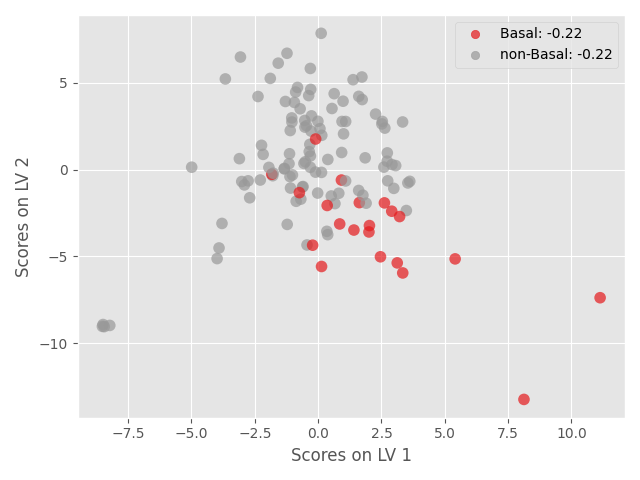 Basal: -0.22
non-Basal: -0.22
Scores on LV 2
5
0
−5
−10
−7.5 −5.0 −2.5 0.0 2.5 5.0 7.5 10.0
Scores on LV 1